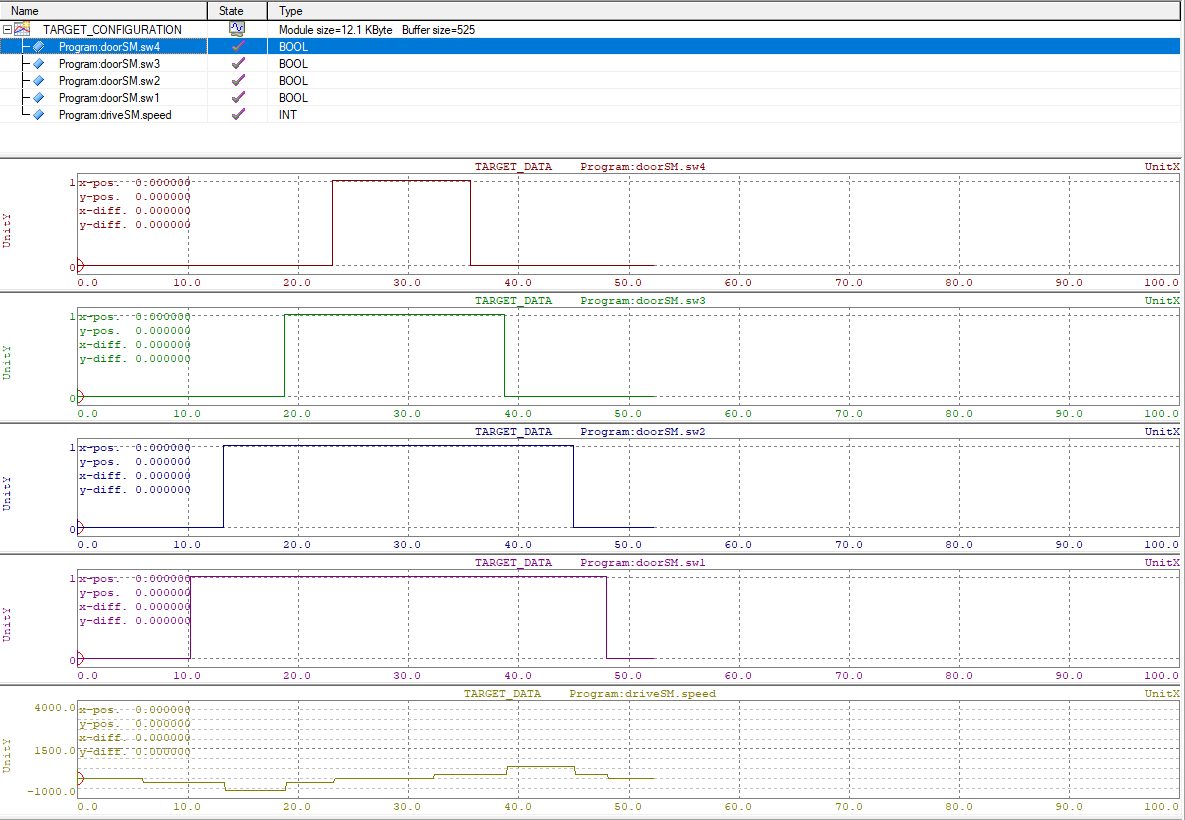 Name State Type
TARGET_CONFIGURATION Module size=12.1 KByte Buffer size=525
Program:doorSM.sw4 BOOL
Program:doorSM.sw3 BOOL
Program:doorSM.sw2 BOOL
Program:doorSM.sw1 BOOL
Program:driveSM.speed INT
TARGET_DATA Program:doorSM.sw4 UnitX
1 x-pos. 0.000000
y-pos. 0.000000
x-diff. 0.000000
y-diff. 0.000000
UnitY
0
0.0 10.0 20.0 30.0 40.0 50.0 60.0 70.0 80.0 90.0 100.0
TARGET_DATA Program:doorSM.sw3 UnitX
1 x-pos. 0.000000
y-pos. 0.000000
x-diff. 0.000000
y-diff. 0.000000
UnitY
0
0.0 10.0 20.0 30.0 40.0 50.0 60.0 70.0 80.0 90.0 100.0
TARGET_DATA Program:doorSM.sw2 UnitX
1 x-pos. 0.000000
y-pos. 0.000000
x-diff. 0.000000
y-diff. 0.000000
UnitY
0
0.0 10.0 20.0 30.0 40.0 50.0 60.0 70.0 80.0 90.0 100.0
TARGET_DATA Program:doorSM.sw1 UnitX
1 x-pos. 0.000000
y-pos. 0.000000
x-diff. 0.000000
y-diff. 0.000000
UnitY
0
0.0 10.0 20.0 30.0 40.0 50.0 60.0 70.0 80.0 90.0 100.0
TARGET_DATA Program:driveSM.speed UnitX
4000.0 x-pos. 0.000000
y-pos. 0.000000
x-diff. 0.000000
1500.0 y-diff. 0.000000
UnitY
-1000.0
0.0 10.0 20.0 30.0 40.0 50.0 60.0 70.0 80.0 90.0 100.0